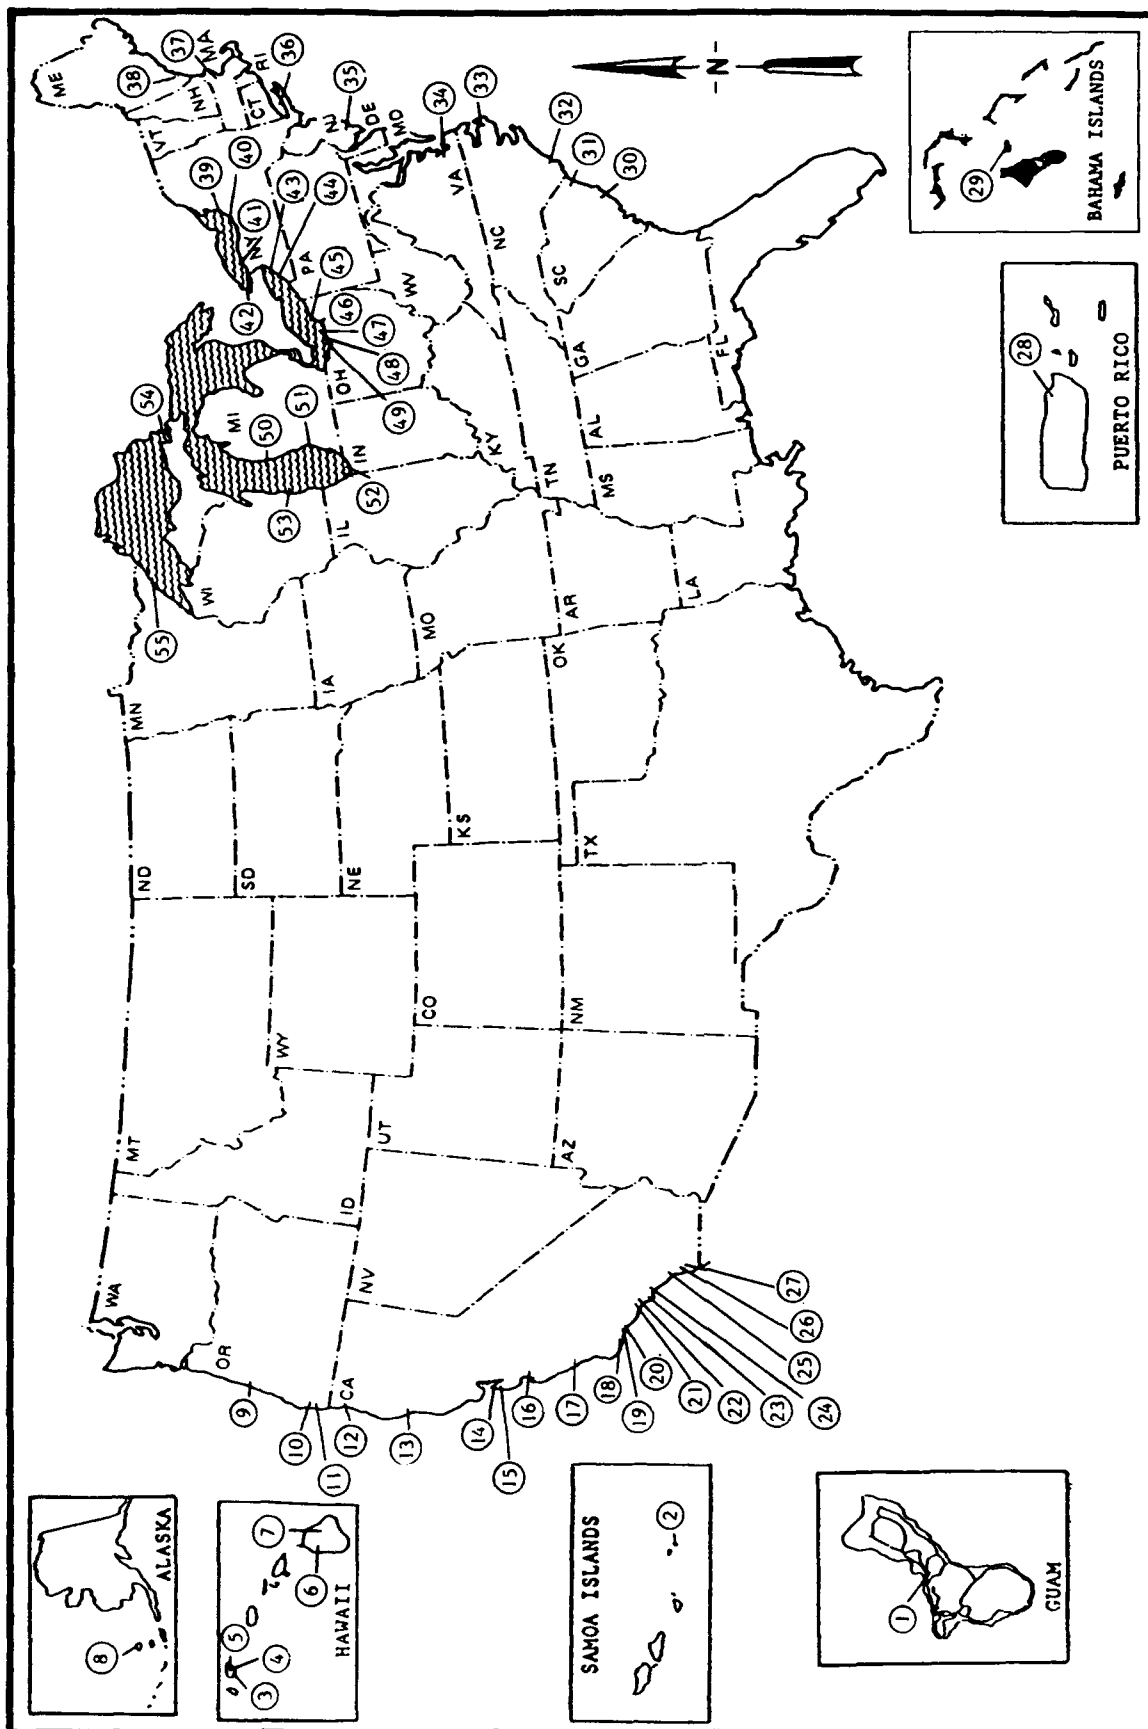 ALASKA
8
HAWAII
3
4
5
6
7
SAMOA ISLANDS
2
GUAM
1
WA
OR
CA
ID
NV
MT
WY
UT
AZ
CO
NM
ND
SD
NE
KS
TX
OK
MN
IA
MO
AR
LA
WI
IL
MI
IN
OH
KY
TN
MS
AL
GA
FL
SC
NC
VA
WV
PA
NY
VT
NH
ME
MA
RI
CT
NJ
DE
MD
9
10
11
12
13
14
15
16
17
18
19
20
21
22
23
24
25
26
27
PUERTO RICO
28
BAHAMA ISLANDS
29
30
31
32
33
34
35
36
37
38
39
40
41
42
43
44
45
46
47
48
49
50
51
52
53
54
55
N